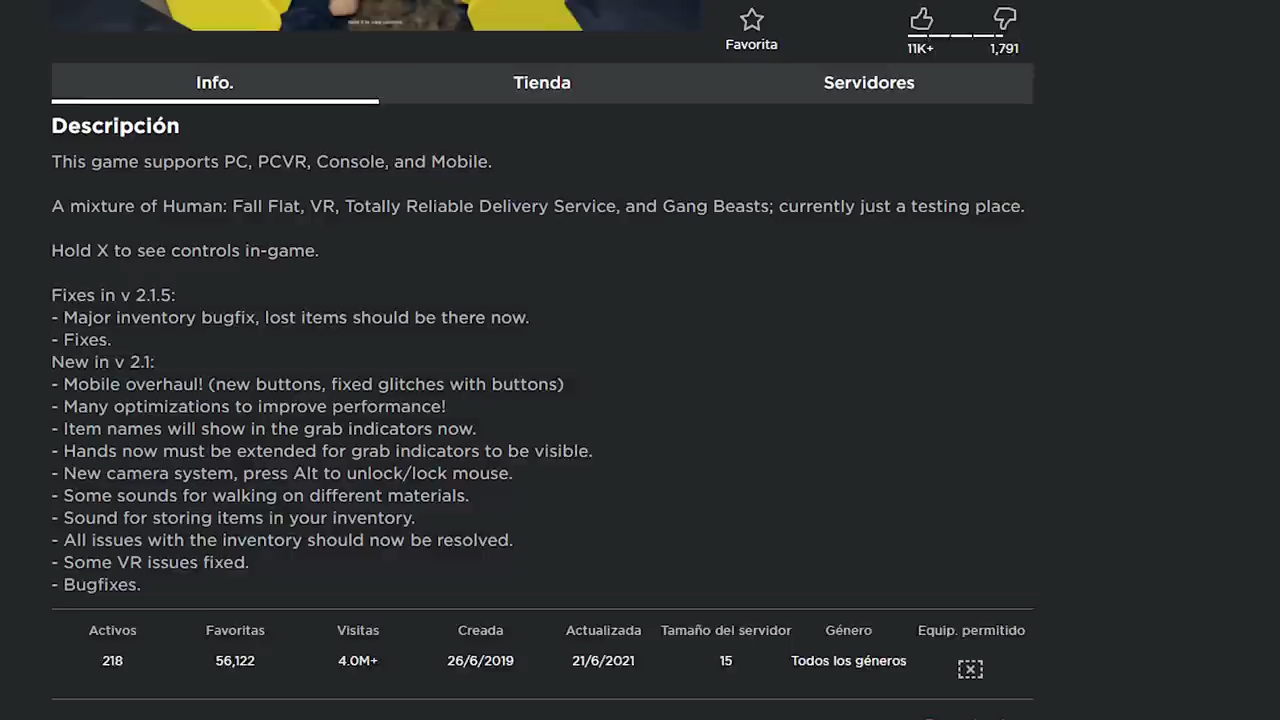 Hold X to view controls
Favorita
11K+
1,791
Info.
Tienda
Servidores
Descripción
This game supports PC, PCVR, Console, and Mobile.
A mixture of Human: Fall Flat, VR, Totally Reliable Delivery Service, and Gang Beasts; currently just a testing place.
Hold X to see controls in-game.
Fixes in v 2.1.5:
- Major inventory bugfix, lost items should be there now.
- Fixes.
New in v 2.1:
- Mobile overhaul! (new buttons, fixed glitches with buttons)
- Many optimizations to improve performance!
- Item names will show in the grab indicators now.
- Hands now must be extended for grab indicators to be visible.
- New camera system, press Alt to unlock/lock mouse.
- Some sounds for walking on different materials.
- Sound for storing items in your inventory.
- All issues with the inventory should now be resolved.
- Some VR issues fixed.
- Bugfixes.
Activos Favoritas Visitas Creada Actualizada Tamaño del servidor Género Equip. permitido
218 56,122 4.0M+ 26/6/2019 21/6/2021 15 Todos los géneros